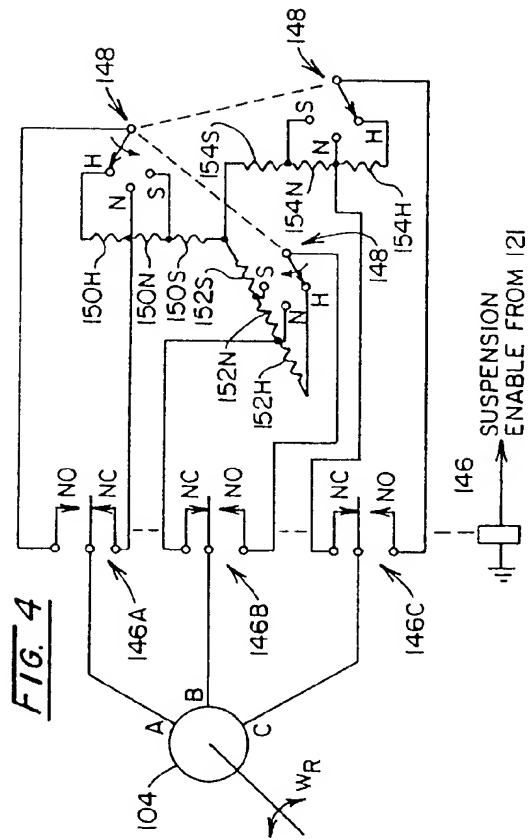 FIG. 4
104
A
B
C
WR
146A
NO
NC
146B
NC
NO
146C
NC
NO
146
SUSPENSION
ENABLE FROM 121
148
H
N
S
150H
150N
150S
152S
152N
152H
S
N
H
148
154S
154N
154H
S
N
H
148